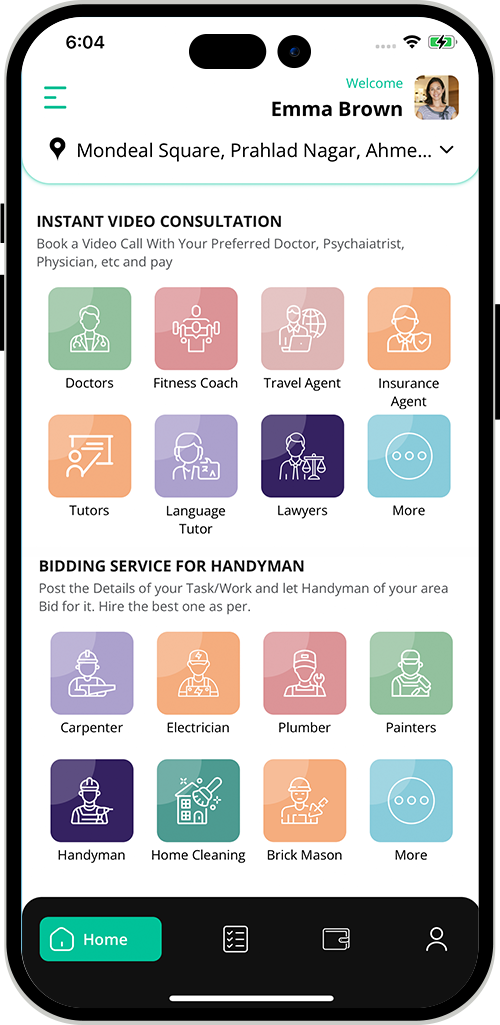 6:04
Welcome
Emma Brown
Mondeal Square, Prahlad Nagar, Ahme...
INSTANT VIDEO CONSULTATION
Book a Video Call With Your Preferred Doctor, Psychaiatrist,
Physician, etc and pay
Doctors
Fitness Coach
Travel Agent
Insurance
Agent
Tutors
Language
Tutor
Lawyers
More
BIDDING SERVICE FOR HANDYMAN
Post the Details of your Task/Work and let Handyman of your area
Bid for it. Hire the best one as per.
Carpenter
Electrician
Plumber
Painters
Handyman
Home Cleaning
Brick Mason
More
Home